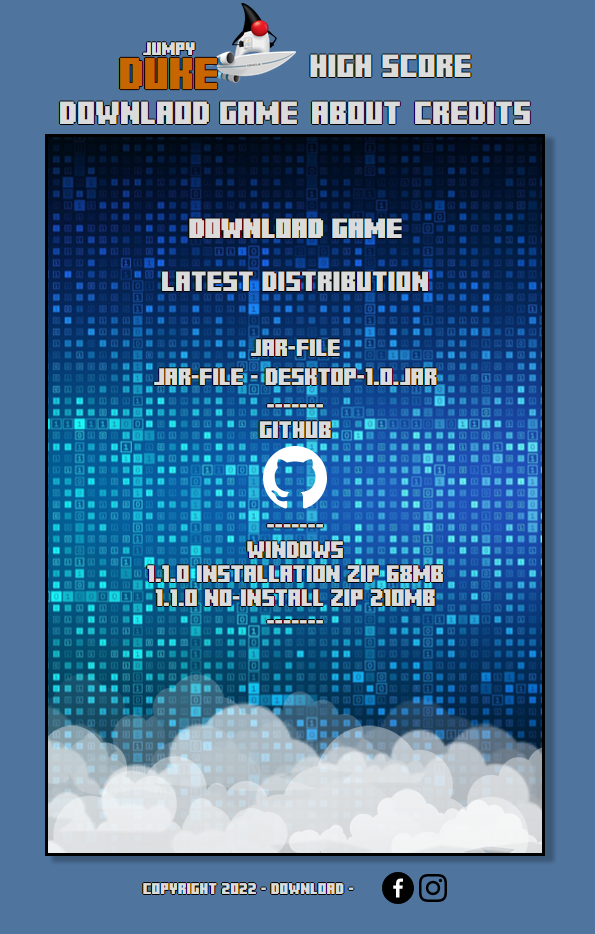 JUMPY
DUKE
HIGH SCORE
DOWNLAOD GAME ABOUT CREDITS
DOWNLOAD GAME
LATEST DISTRIBUTION
JAR-FILE
JAR-FILE - DESKTOP-1.0.JAR
-------
GITHUB
-------
WINDOWS
1.1.0 INSTALLATION ZIP 68MB
1.1.0 NO-INSTALL ZIP 210MB
-------
COPYRIGHT 2022 - DOWNLOAD -